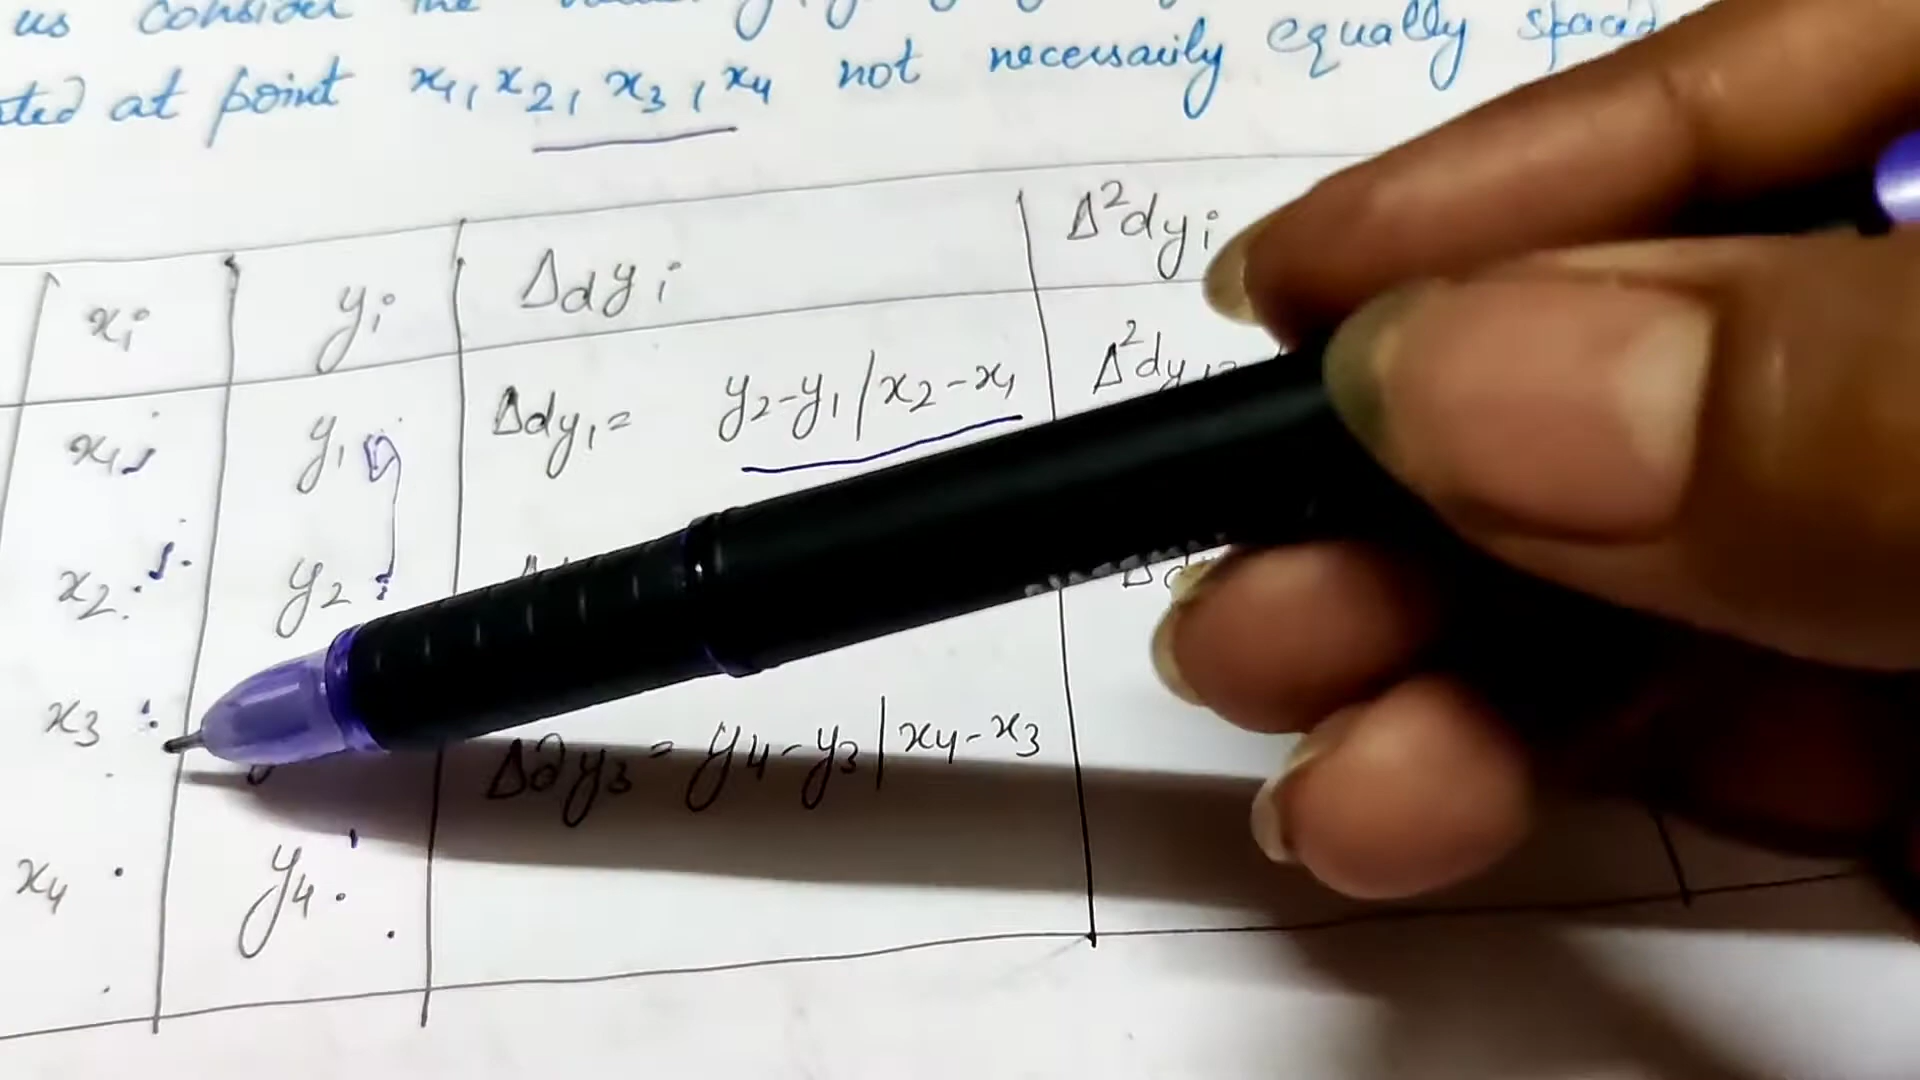 us consider the
ted at point x1, x2, x3, x4 not necessarily equally spaced
xi yi Δdyi Δ²dyi
x1 y1 Δdy1 = y2-y1/x2-x1 Δ²dy1=
x2 y2
x3 Δdy3 = y4-y3/x4-x3
x4 y4